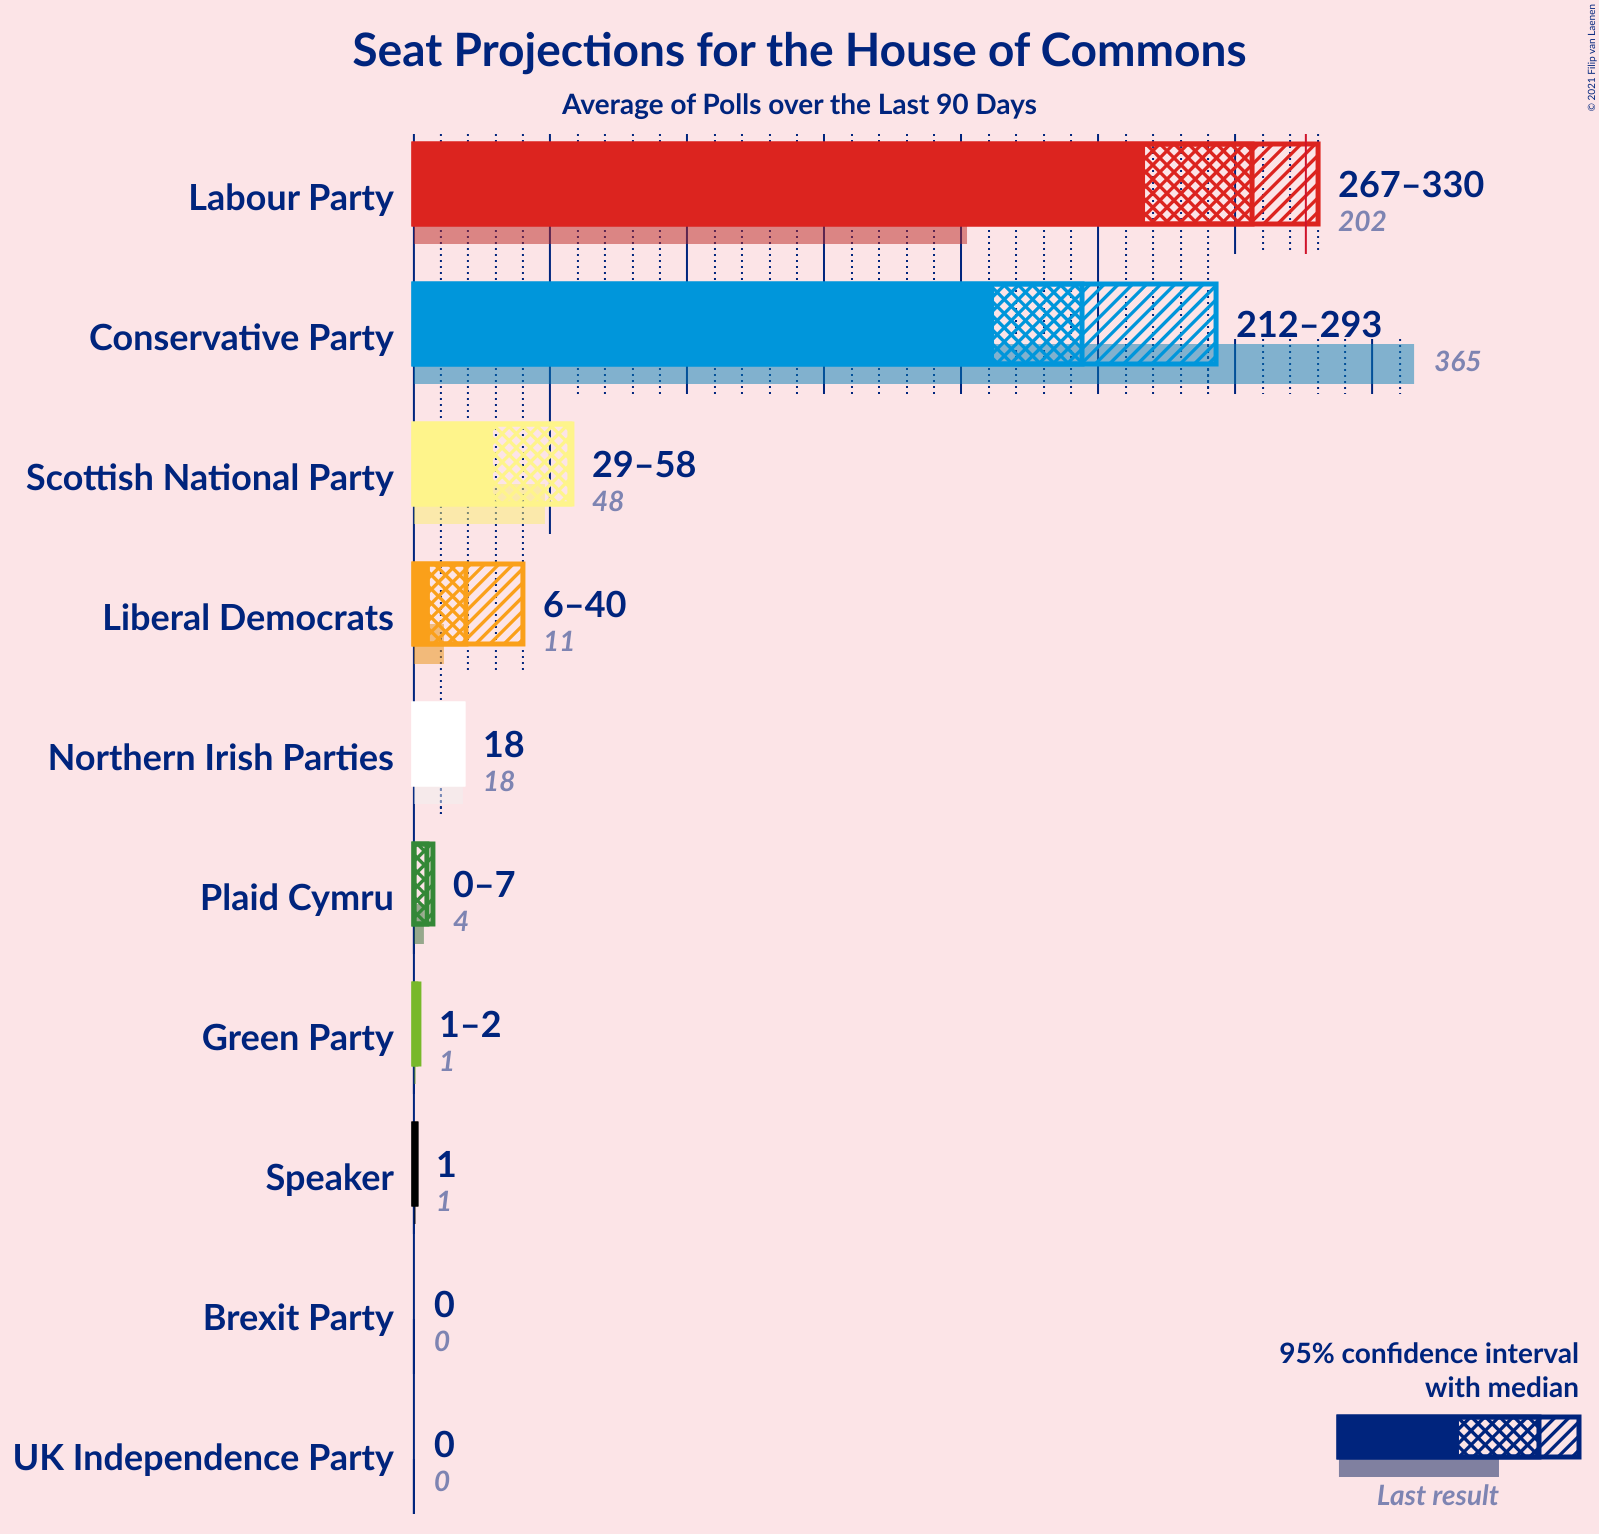 Seat Projections for the House of Commons
Average of Polls over the Last 90 Days
© 2021 Filip van Laenen
Labour Party
267–330
202
Conservative Party
212–293
365
Scottish National Party
29–58
48
Liberal Democrats
6–40
11
Northern Irish Parties
18
18
Plaid Cymru
0–7
4
Green Party
1–2
1
Speaker
1
1
Brexit Party
0
0
UK Independence Party
0
0
95% confidence interval
with median
Last result